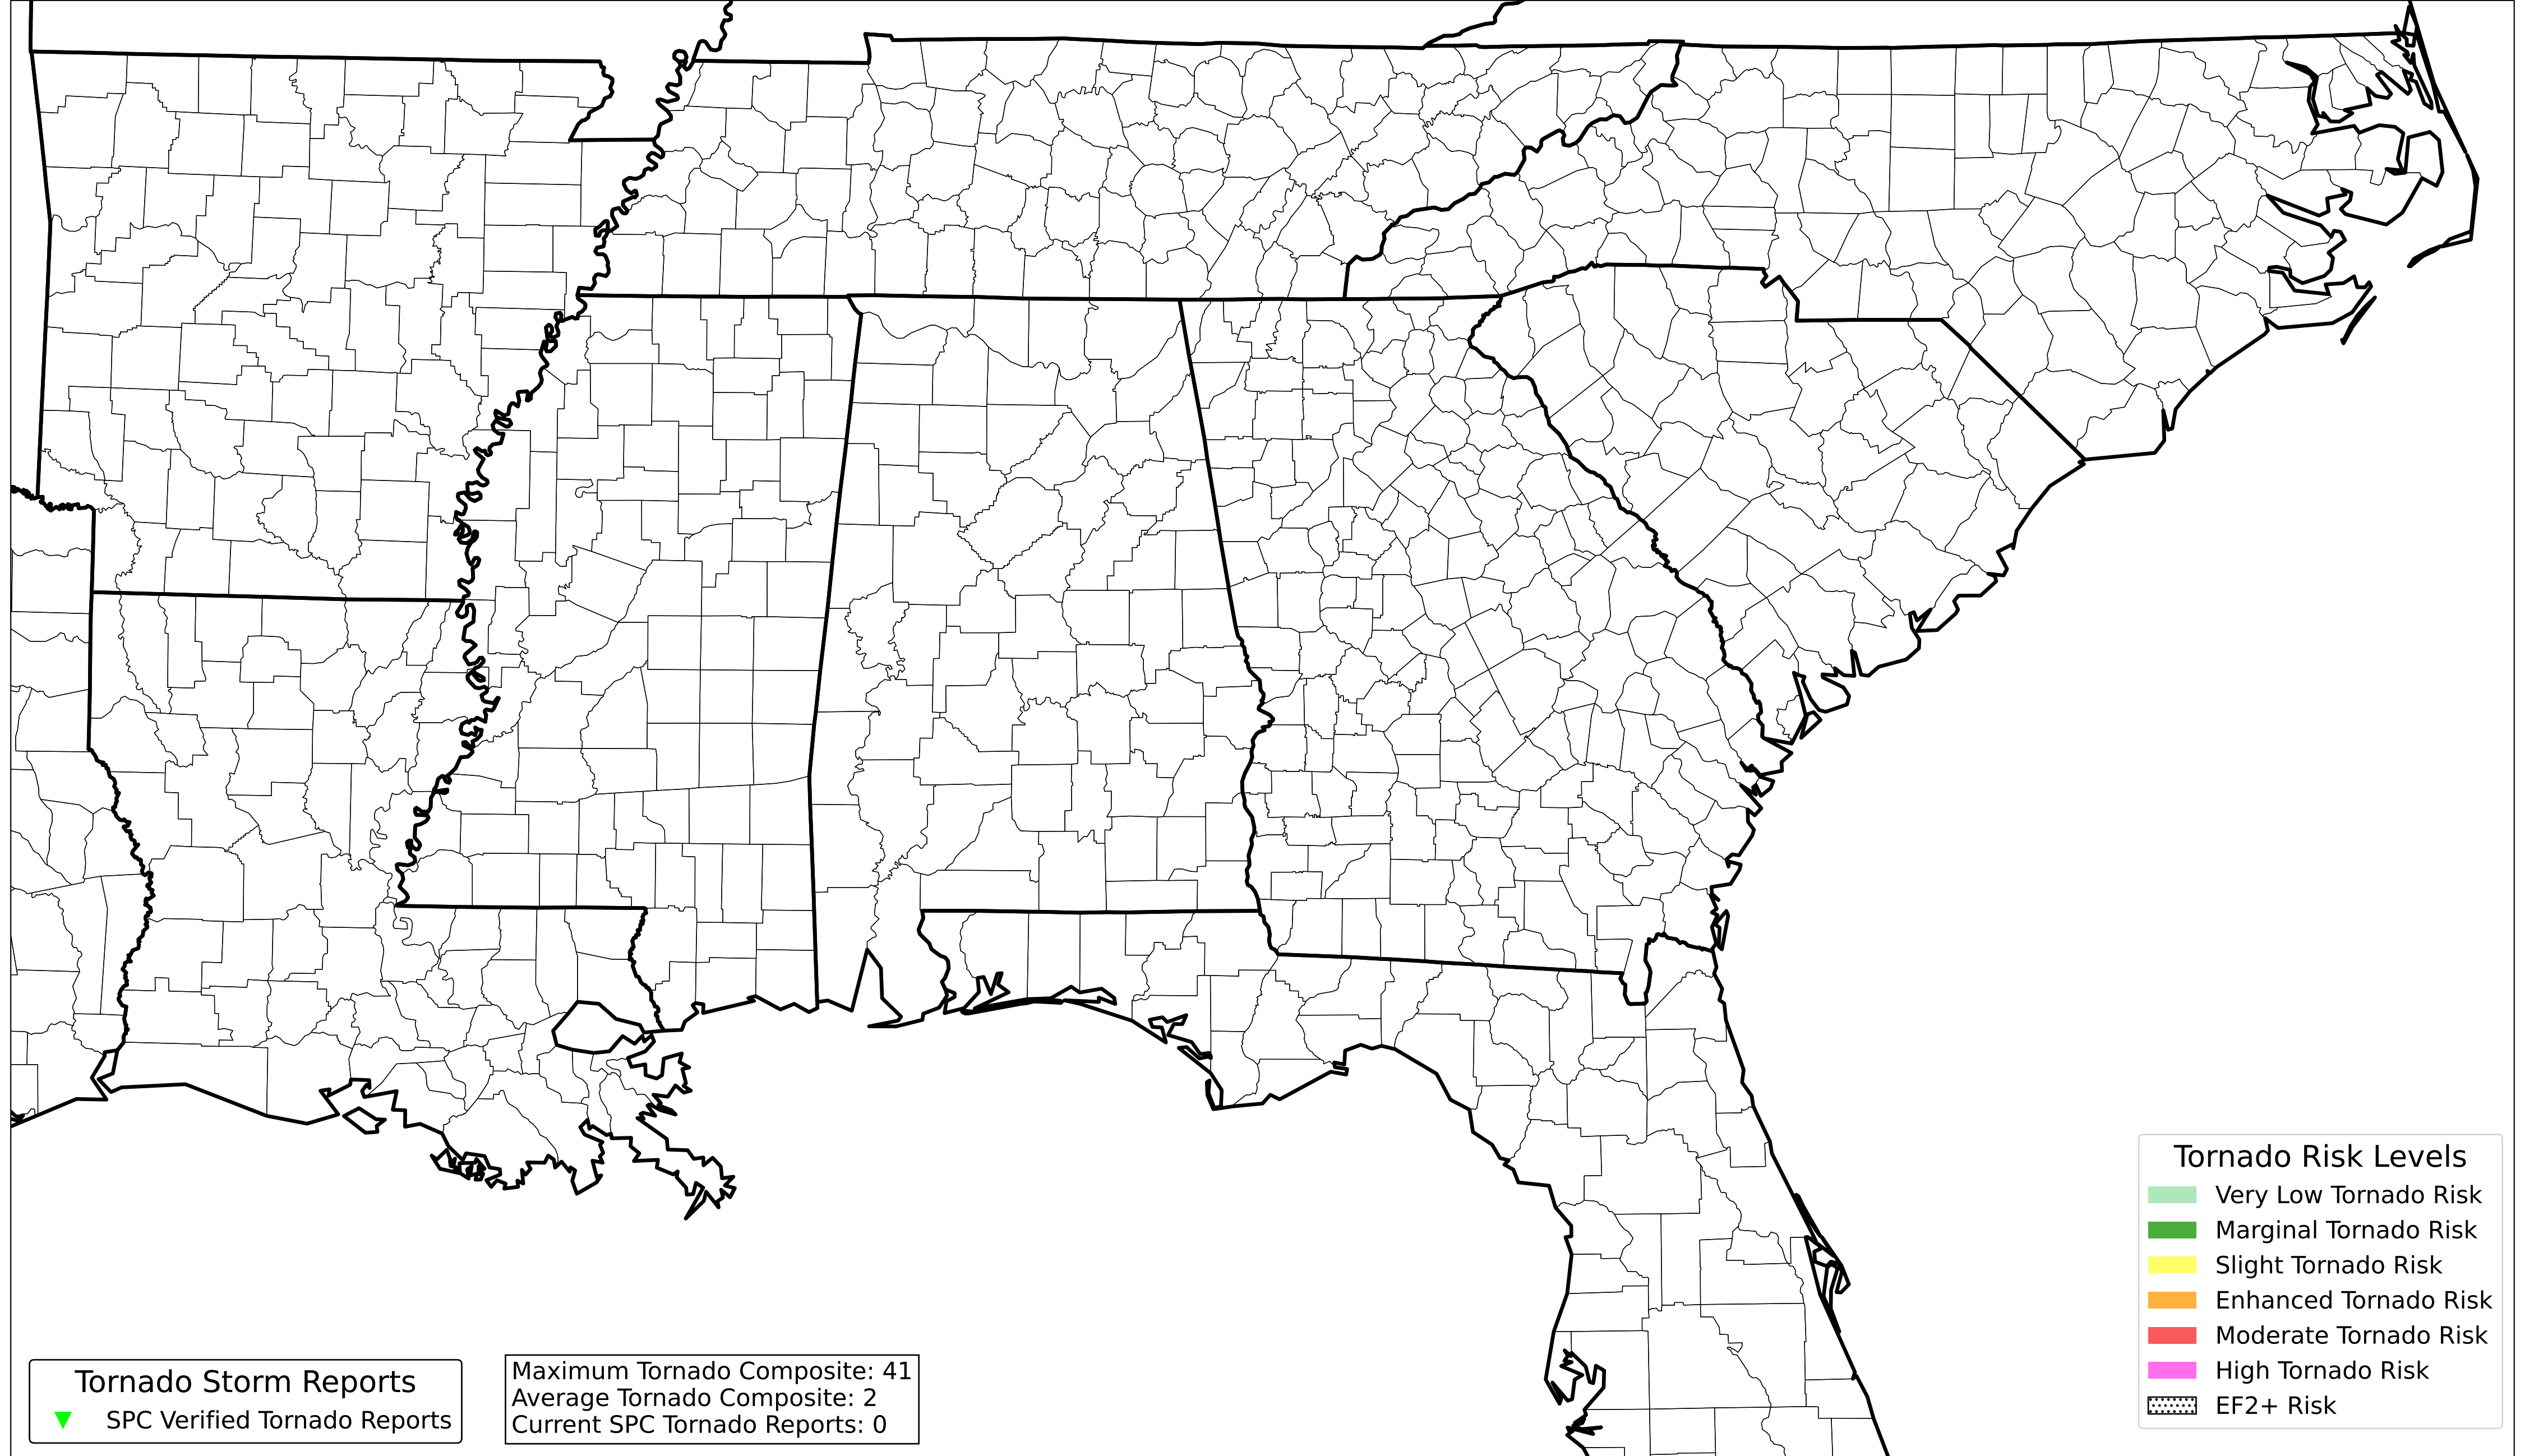 Tornado Risk Levels
Very Low Tornado Risk
Marginal Tornado Risk
Slight Tornado Risk
Enhanced Tornado Risk
Moderate Tornado Risk
High Tornado Risk
EF2+ Risk
Tornado Storm Reports
SPC Verified Tornado Reports
Maximum Tornado Composite: 41
Average Tornado Composite: 2
Current SPC Tornado Reports: 0